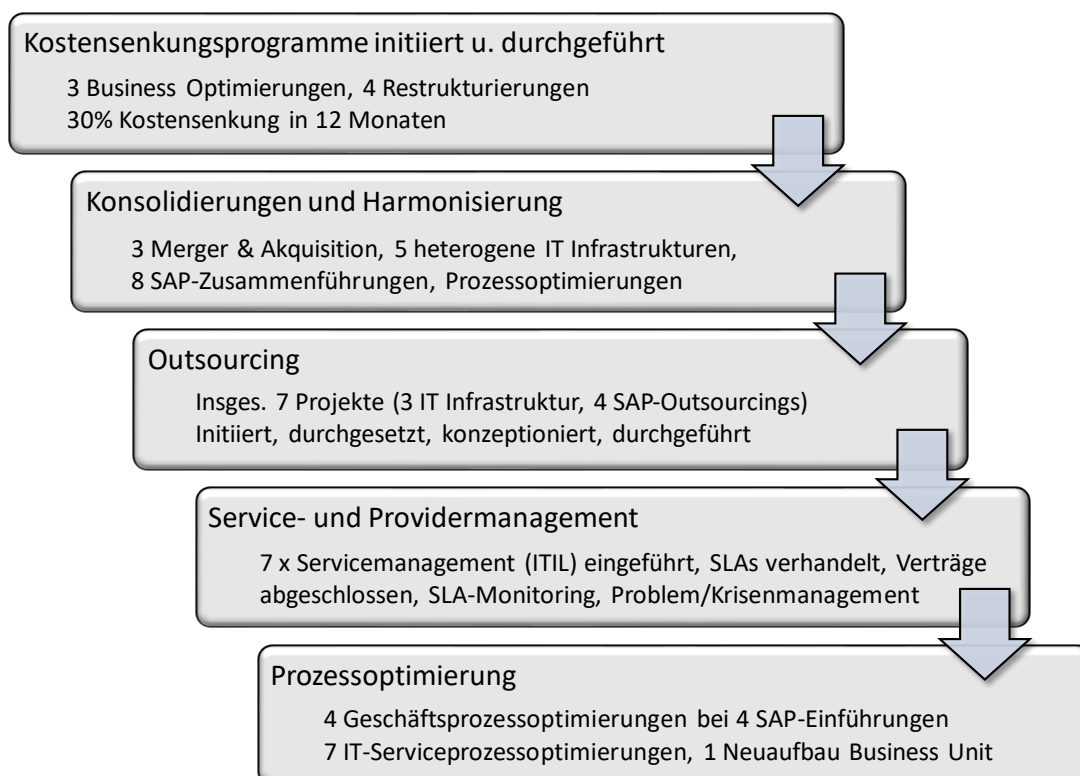 Kostensenkungsprogramme initiiert u. durchgeführt
3 Business Optimierungen, 4 Restrukturierungen
30% Kostensenkung in 12 Monaten
Konsolidierungen und Harmonisierung
3 Merger & Akquisition, 5 heterogene IT Infrastrukturen,
8 SAP-Zusammenführungen, Prozessoptimierungen
Outsourcing
Insges. 7 Projekte (3 IT Infrastruktur, 4 SAP-Outsourcings)
Initiiert, durchgesetzt, konzeptioniert, durchgeführt
Service- und Providermanagement
7 x Servicemanagement (ITIL) eingeführt, SLAs verhandelt, Verträge
abgeschlossen, SLA-Monitoring, Problem/Krisenmanagement
Prozessoptimierung
4 Geschäftsprozessoptimierungen bei 4 SAP-Einführungen
7 IT-Serviceprozessoptimierungen, 1 Neuaufbau Business Unit